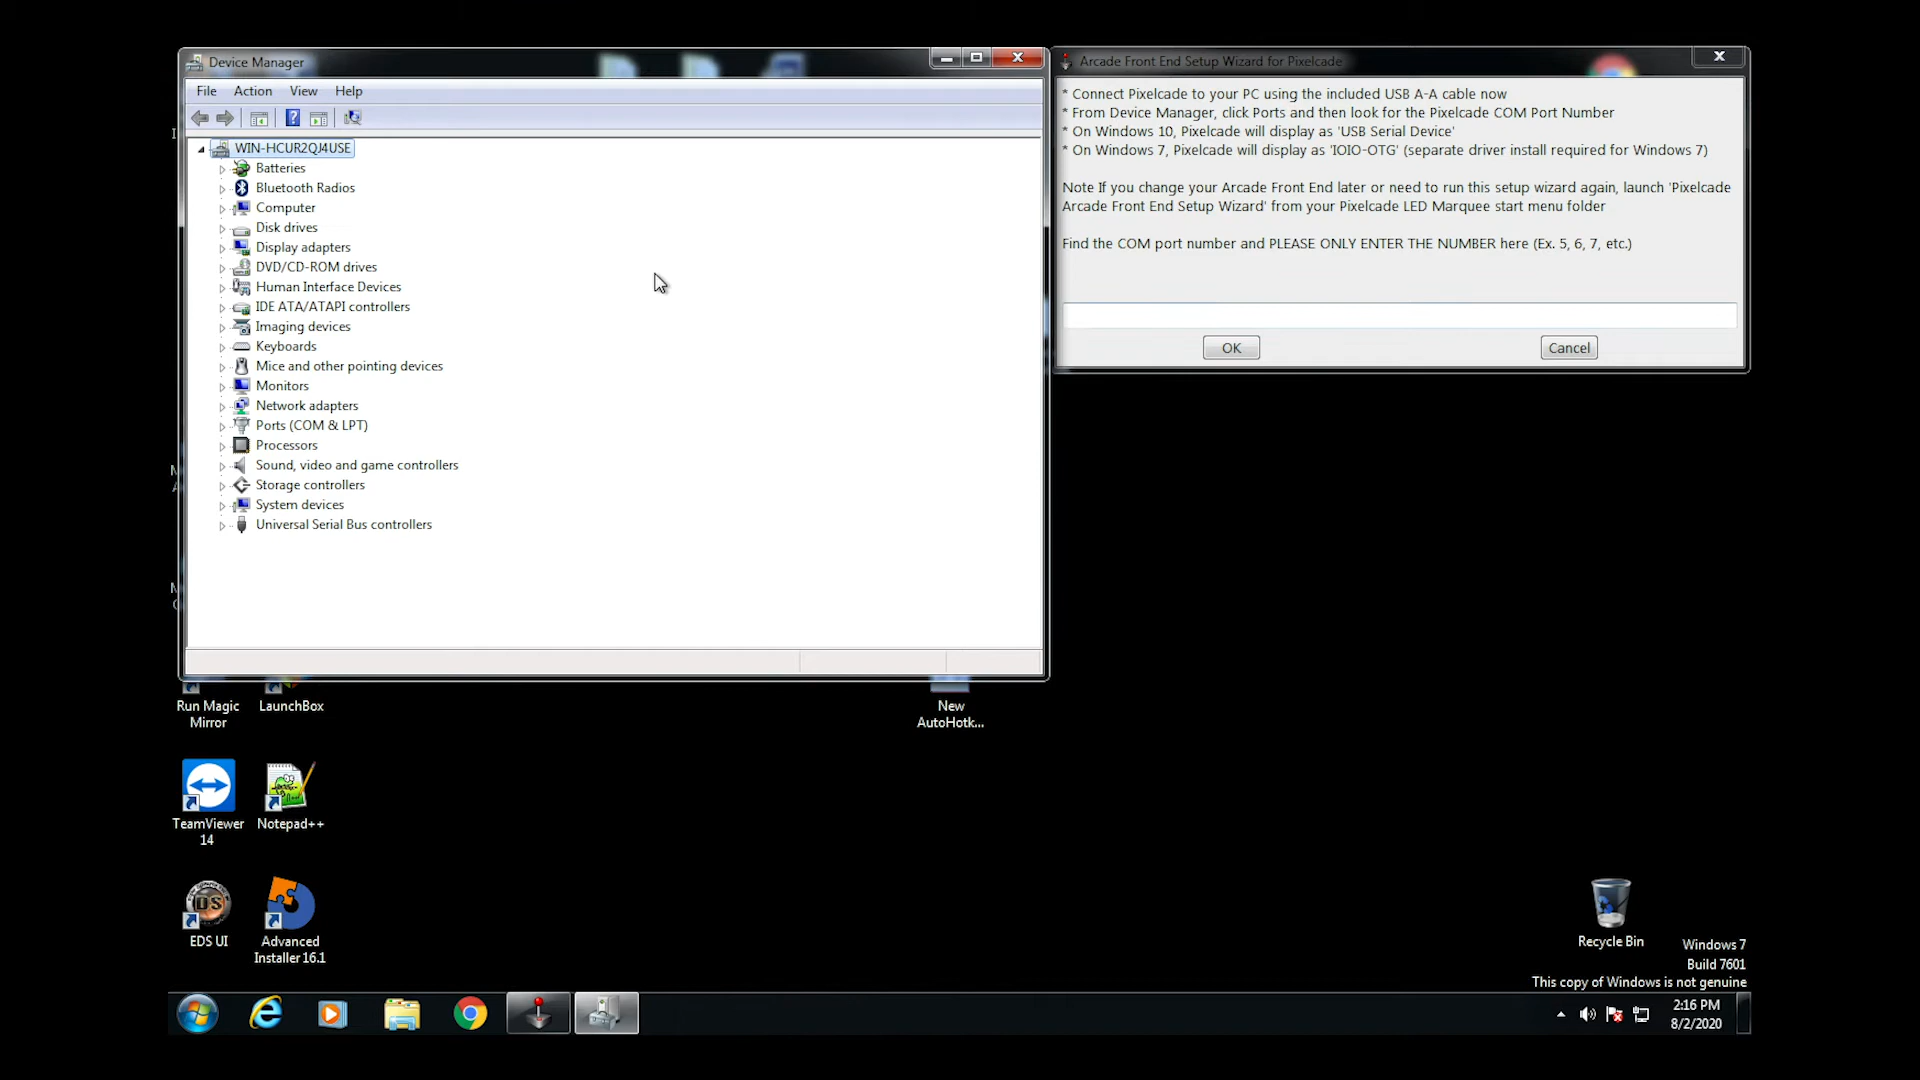 Device Manager
File Action View Help
WIN-HCUR2QJ4USE
Batteries
Bluetooth Radios
Computer
Disk drives
Display adapters
DVD/CD-ROM drives
Human Interface Devices
IDE ATA/ATAPI controllers
Imaging devices
Keyboards
Mice and other pointing devices
Monitors
Network adapters
Ports (COM & LPT)
Processors
Sound, video and game controllers
Storage controllers
System devices
Universal Serial Bus controllers
Arcade Front End Setup Wizard for Pixelcade
* Connect Pixelcade to your PC using the included USB A-A cable now
* From Device Manager, click Ports and then look for the Pixelcade COM Port Number
* On Windows 10, Pixelcade will display as 'USB Serial Device'
* On Windows 7, Pixelcade will display as 'IOIO-OTG' (separate driver install required for Windows 7)
Note If you change your Arcade Front End later or need to run this setup wizard again, launch 'Pixelcade
Arcade Front End Setup Wizard' from your Pixelcade LED Marquee start menu folder
Find the COM port number and PLEASE ONLY ENTER THE NUMBER here (Ex. 5, 6, 7, etc.)
OK Cancel
Run Magic
Mirror
LaunchBox
New
AutoHotk...
TeamViewer
14
Notepad++
EDS UI
Advanced
Installer 16.1
Recycle Bin
Windows 7
Build 7601
This copy of Windows is not genuine
2:16 PM
8/2/2020